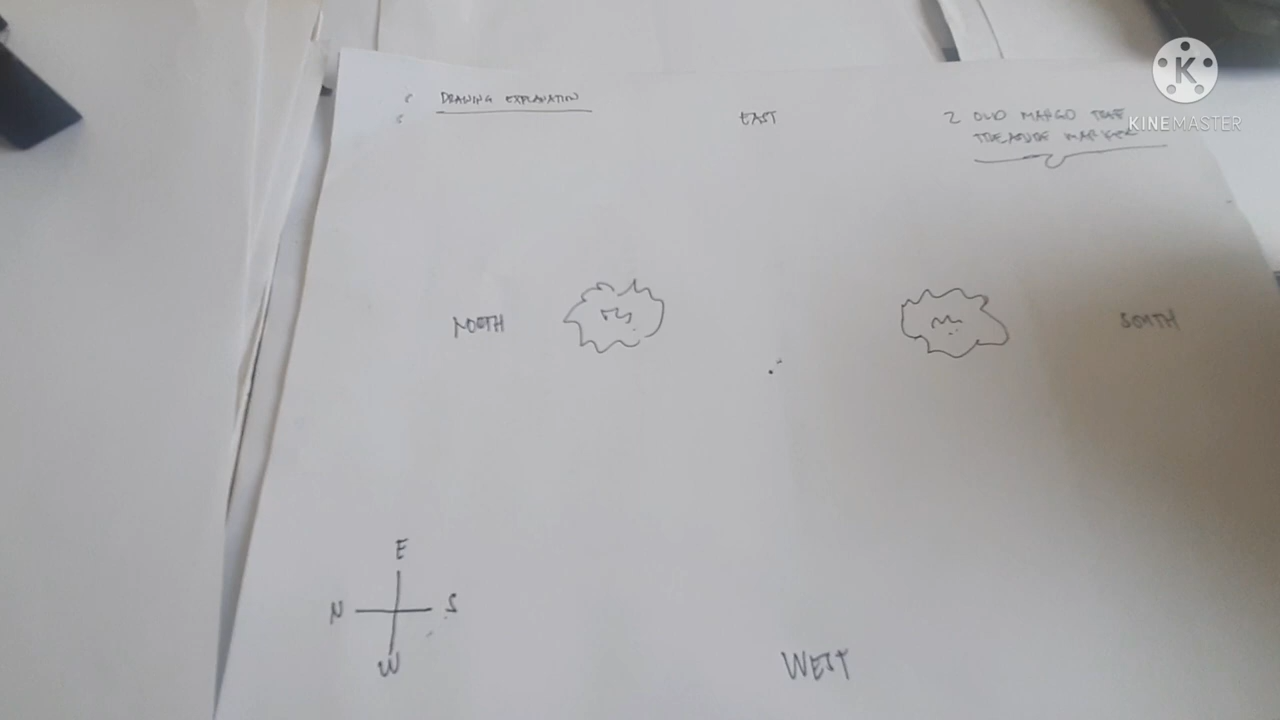 DRAWING EXPLANATION
EAST
2 OLD MANGO TREE
TREASURE MARKER
K
KINEMASTER
NORTH
SOUTH
E
N S
W
WEST